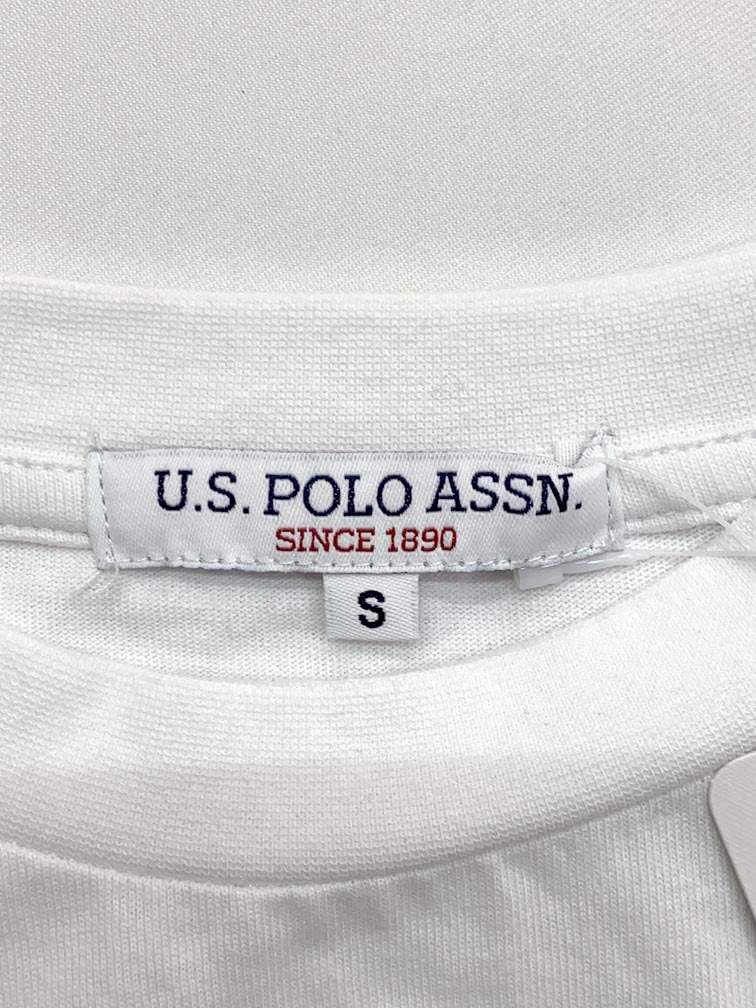 U.S. POLO ASSN.
SINCE 1890
S